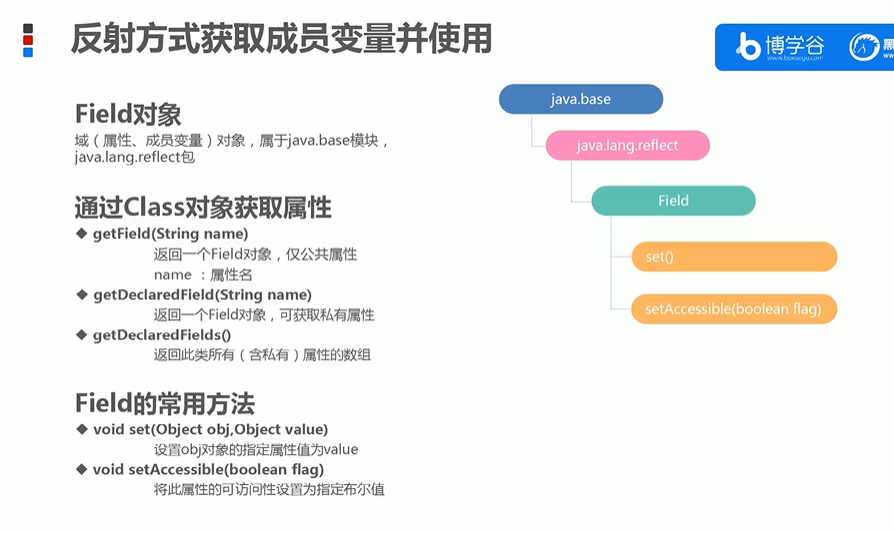 反射方式获取成员变量并使用
博学谷
www.boxuegu.com
黑
Field对象
域（属性、成员变量）对象，属于java.base模块，
java.lang.reflect包
通过Class对象获取属性
◆ getField(String name)
返回一个Field对象，仅公共属性
name ：属性名
◆ getDeclaredField(String name)
返回一个Field对象，可获取私有属性
◆ getDeclaredFields()
返回此类所有（含私有）属性的数组
Field的常用方法
◆ void set(Object obj,Object value)
设置obj对象的指定属性值为value
◆ void setAccessible(boolean flag)
将此属性的可访问性设置为指定布尔值
java.base
java.lang.reflect
Field
set()
setAccessible(boolean flag)